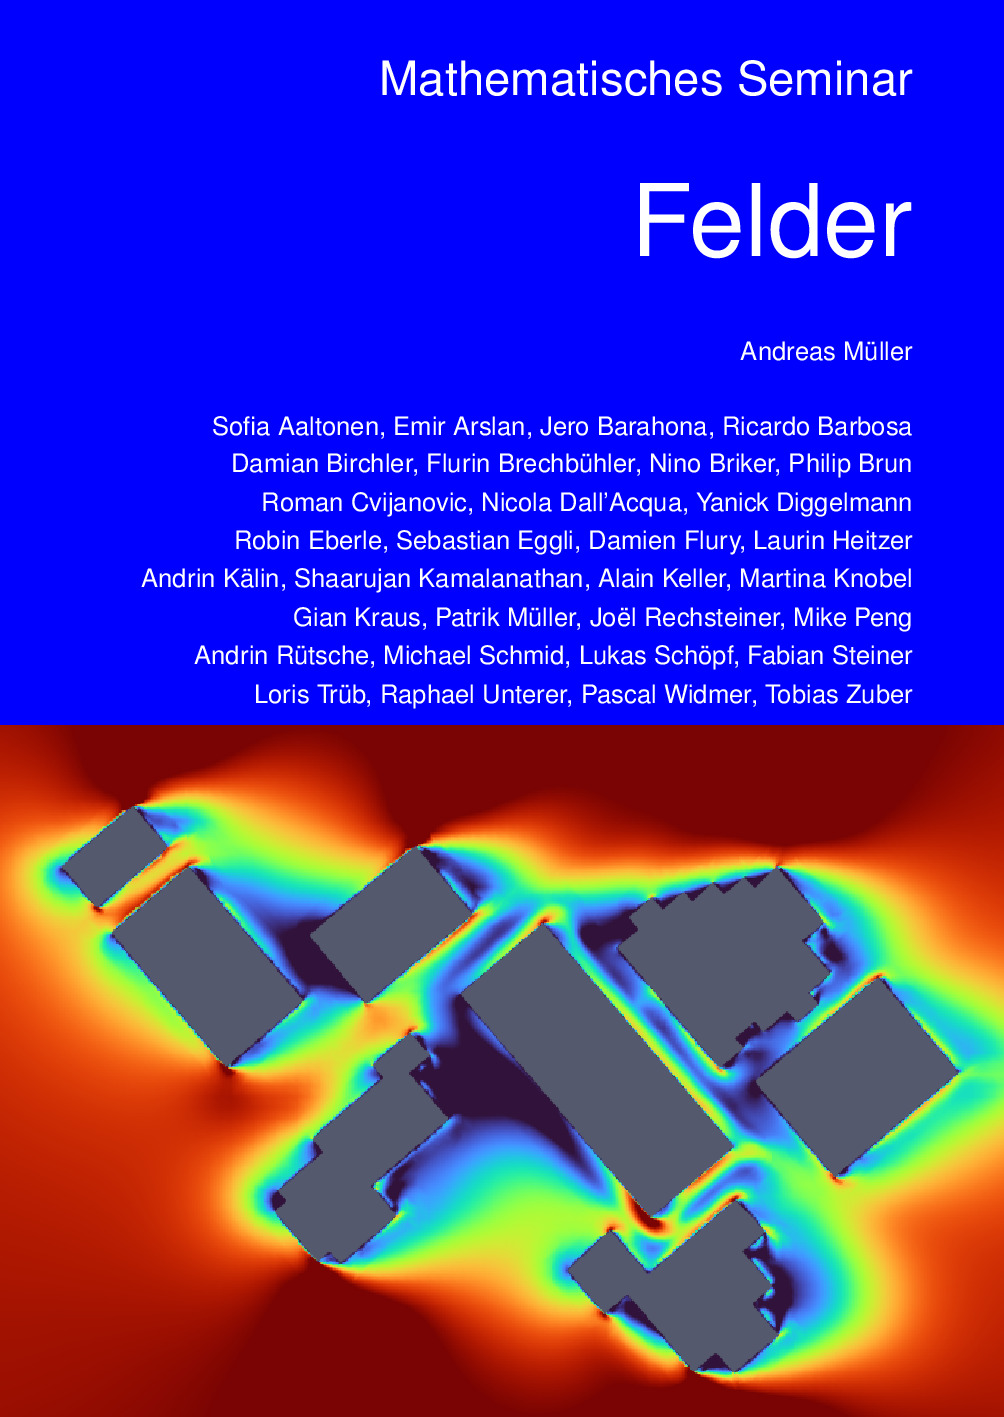 Mathematisches Seminar
Felder
Andreas Müller
Sofia Aaltonen, Emir Arslan, Jero Barahona, Ricardo Barbosa
Damian Birchler, Flurin Brechbühler, Nino Briker, Philip Brun
Roman Cvijanovic, Nicola Dall'Acqua, Yanick Diggelmann
Robin Eberle, Sebastian Eggli, Damien Flury, Laurin Heitzer
Andrin Kälin, Shaarujan Kamalanathan, Alain Keller, Martina Knobel
Gian Kraus, Patrik Müller, Joël Rechsteiner, Mike Peng
Andrin Rütsche, Michael Schmid, Lukas Schöpf, Fabian Steiner
Loris Trüb, Raphael Unterer, Pascal Widmer, Tobias Zuber